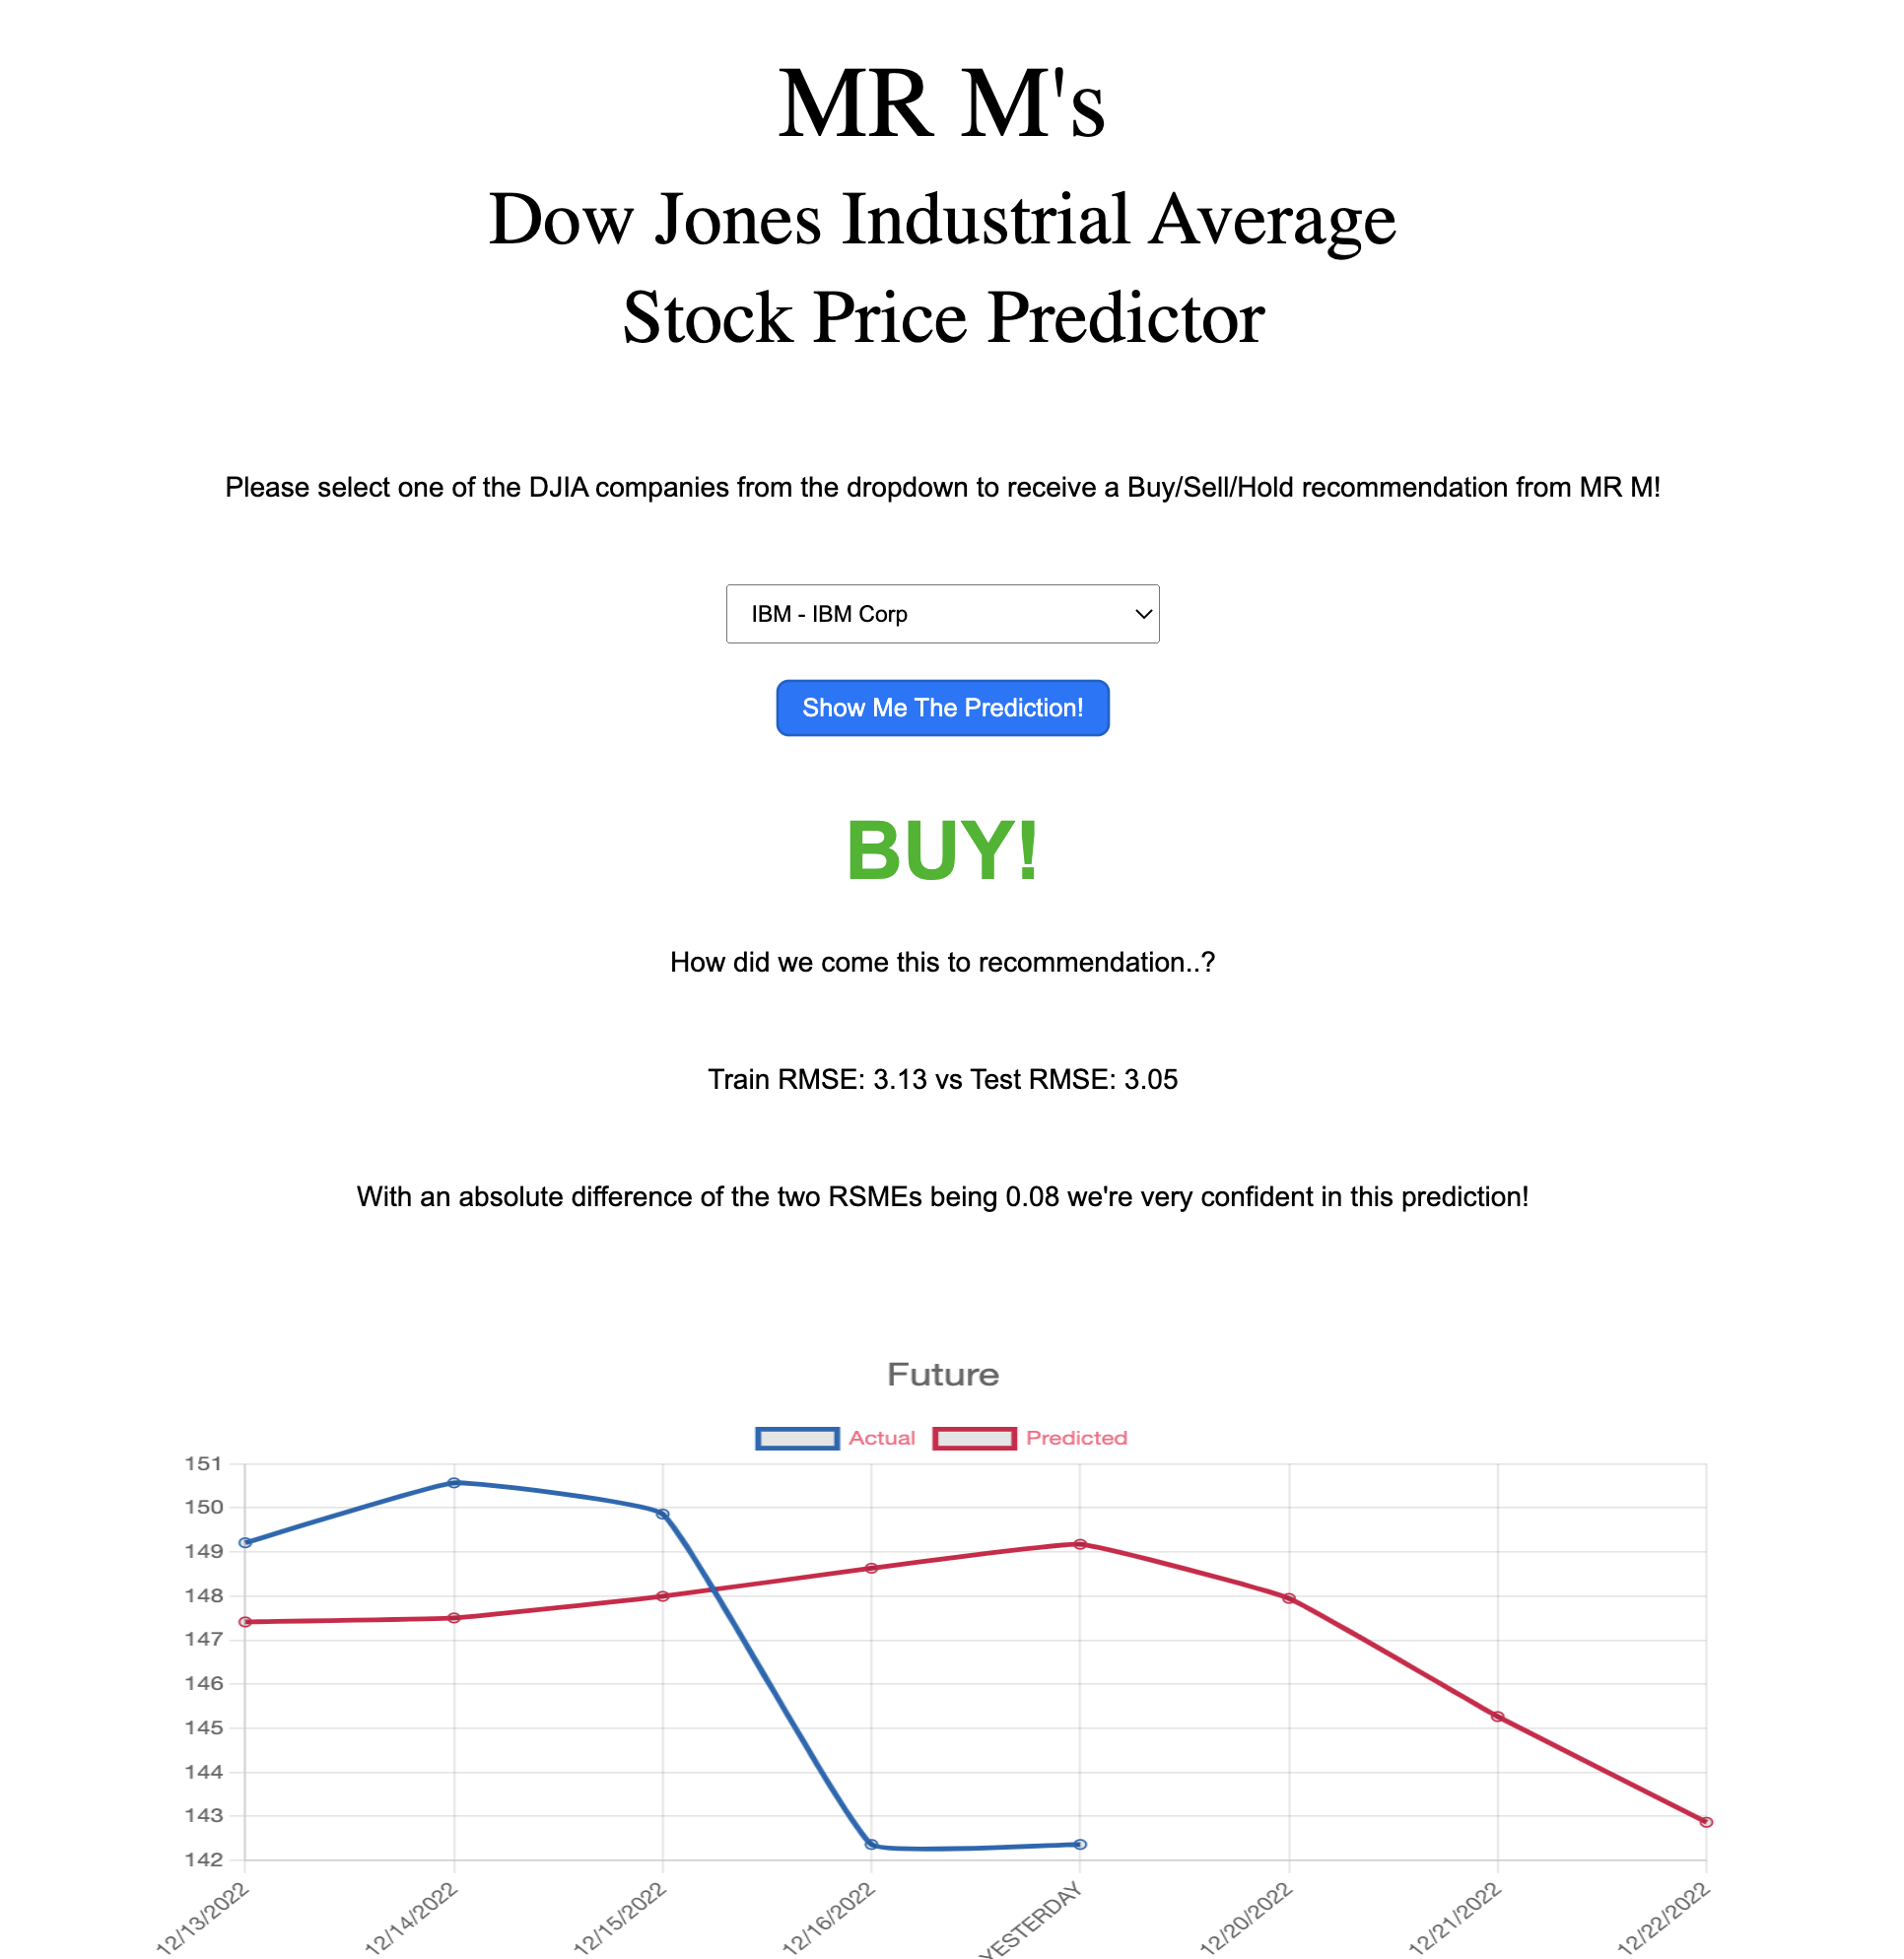 MR M's
Dow Jones Industrial Average
Stock Price Predictor
Please select one of the DJIA companies from the dropdown to receive a Buy/Sell/Hold recommendation from MR M!
IBM - IBM Corp
Show Me The Prediction!
BUY!
How did we come this to recommendation..?
Train RMSE: 3.13 vs Test RMSE: 3.05
With an absolute difference of the two RSMEs being 0.08 we're very confident in this prediction!
Future
Actual Predicted
151
150
149
148
147
146
145
144
143
142
12/13/2022 12/14/2022 12/15/2022 12/16/2022 YESTERDAY 12/20/2022 12/21/2022 12/22/2022